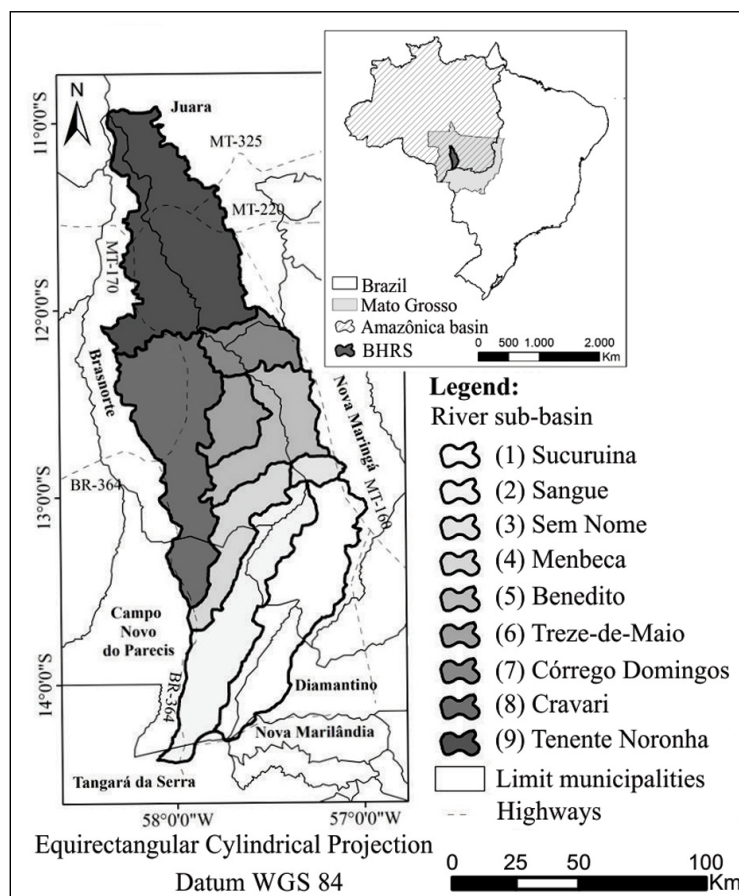 Juara
MT-325
MT-220
MT-170
Brasnorte
Nova Maringá
MT-160
BR-364
Campo
Novo
do Parecis
BR-364
Diamantino
Nova Marilândia
Tangará da Serra
N
11°0'0"S
12°0'0"S
13°0'0"S
14°0'0"S
58°0'0"W
57°0'0"W
Equirectangular Cylindrical Projection
Datum WGS 84
Brazil
Mato Grosso
Amazônica basin
BHRS
0 500 1.000 2.000
Km
Legend:
River sub-basin
(1) Sucuruina
(2) Sangue
(3) Sem Nome
(4) Menbeca
(5) Benedito
(6) Treze-de-Maio
(7) Córrego Domingos
(8) Cravari
(9) Tenente Noronha
Limit municipalities
Highways
0 25 50 100
Km